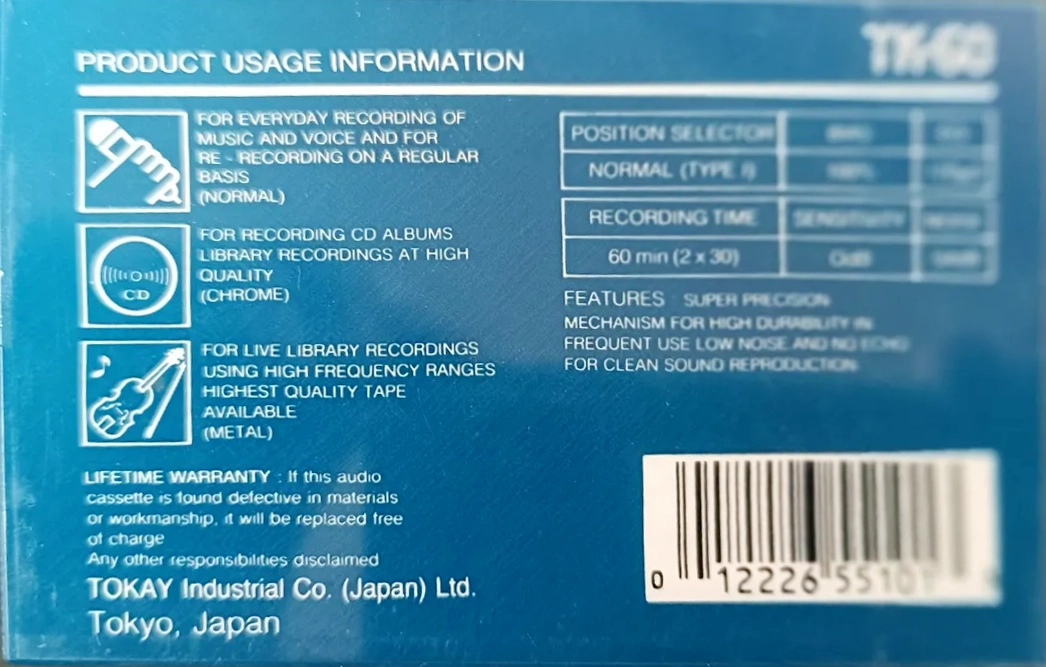 PRODUCT USAGE INFORMATION
FOR EVERYDAY RECORDING OF
MUSIC AND VOICE AND FOR
RE - RECORDING ON A REGULAR
BASIS
(NORMAL)
CD
FOR RECORDING CD ALBUMS
LIBRARY RECORDINGS AT HIGH
QUALITY
(CHROME)
FOR LIVE LIBRARY RECORDINGS
USING HIGH FREQUENCY RANGES
HIGHEST QUALITY TAPE
AVAILABLE
(METAL)
LIFETIME WARRANTY : If this audio
cassette is found defective in materials
or workmanship, it will be replaced free
of charge
Any other responsibilities disclaimed
TOKAY Industrial Co. (Japan) Ltd.
Tokyo, Japan
POSITION SELECTOR
NORMAL (TYPE I)
RECORDING TIME SENSITIVITY
60 min (2 x 30)
FEATURES SUPER PRECISION
MECHANISM FOR HIGH DURABILITY IN
FREQUENT USE LOW NOISE AND NO ECHO
FOR CLEAN SOUND REPRODUCTION
0 12226 55101